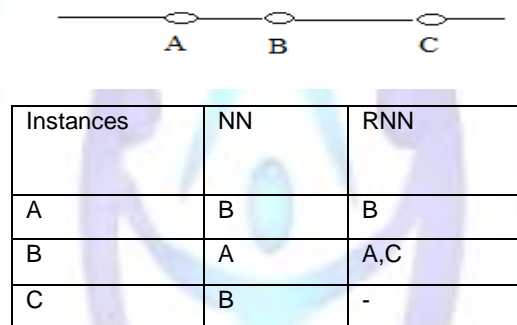 A B C
Instances NN RNN
A B B
B A A,C
C B -